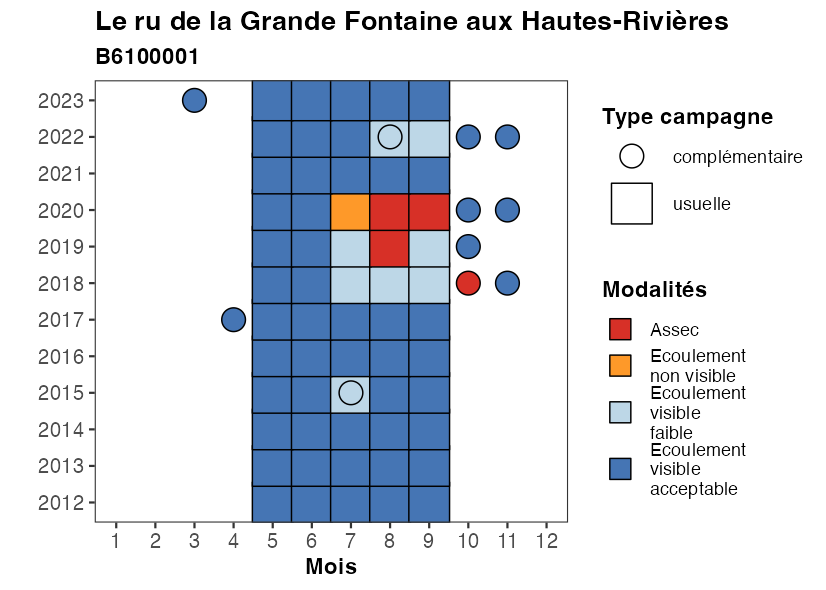 Le ru de la Grande Fontaine aux Hautes-Rivières
B6100001
2023
2022
2021
2020
2019
2018
2017
2016
2015
2014
2013
2012
1 2 3 4 5 6 7 8 9 10 11 12
Mois
Type campagne
complémentaire
usuelle
Modalités
Assec
Ecoulement
non visible
Ecoulement
visible
faible
Ecoulement
visible
acceptable